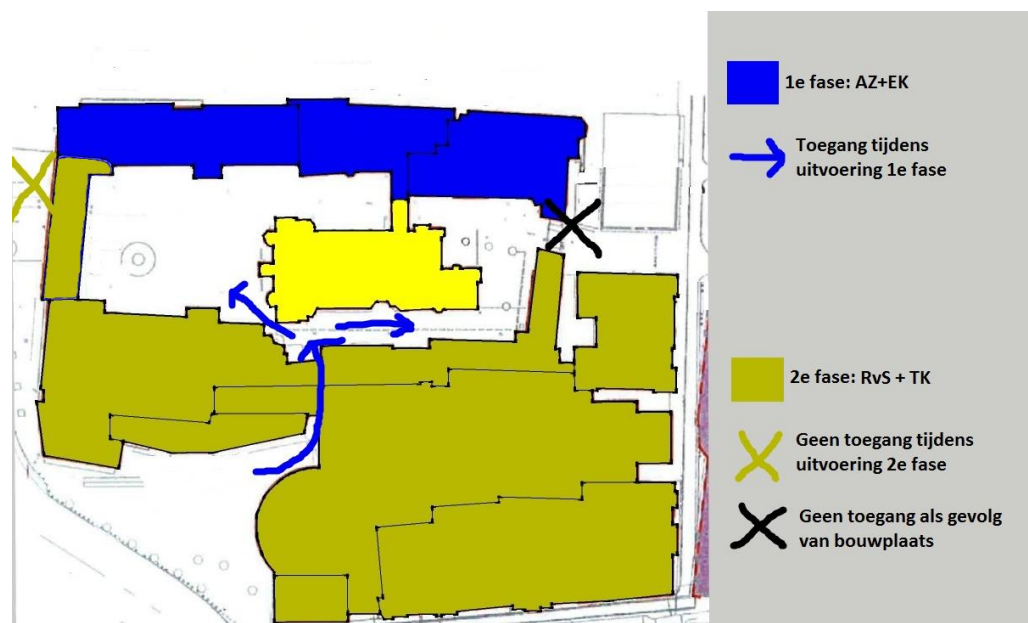 1e fase: AZ+EK
Toegang tijdens
uitvoering 1e fase
2e fase: RvS + TK
Geen toegang tijdens
uitvoering 2e fase
Geen toegang als gevolg
van bouwplaats